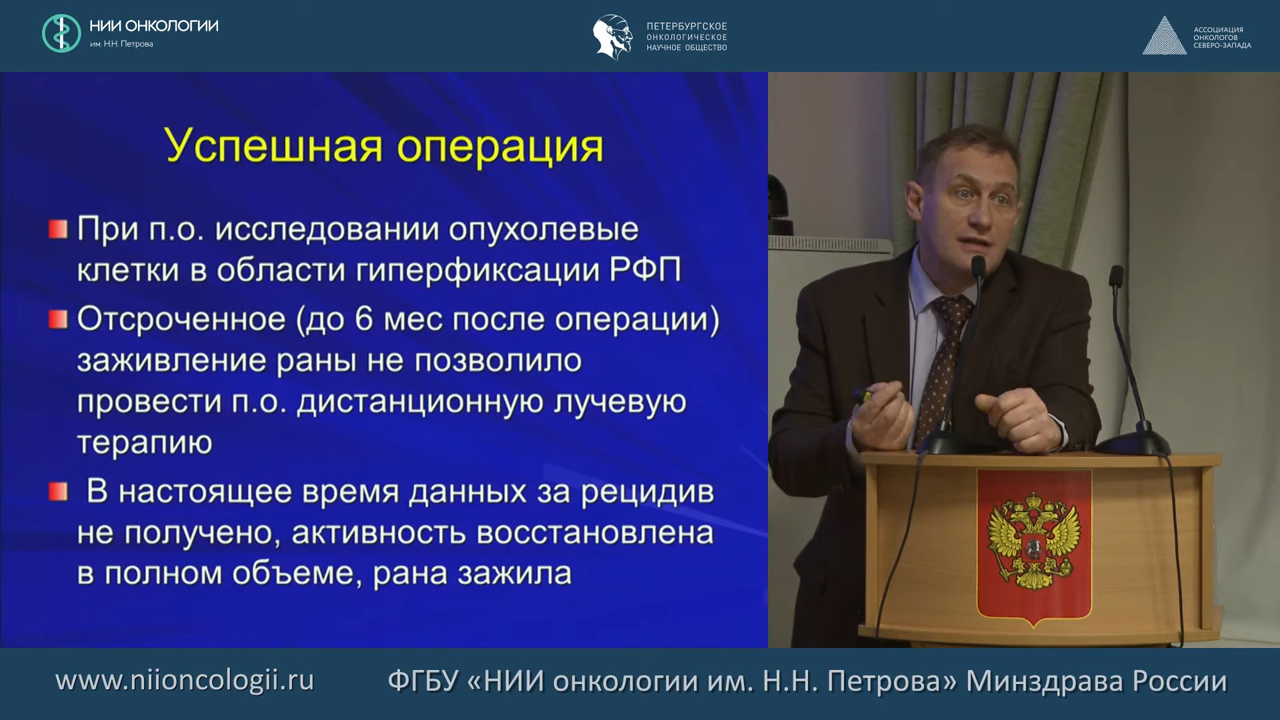 НИИ ОНКОЛОГИИ
им. Н.Н. Петрова
ПЕТЕРБУРГСКОЕ
ОНКОЛОГИЧЕСКОЕ
НАУЧНОЕ ОБЩЕСТВО
АССОЦИАЦИЯ
ОНКОЛОГОВ
СЕВЕРО-ЗАПАДА
Успешная операция
При п.о. исследовании опухолевые
клетки в области гиперфиксации РФП
Отсроченное (до 6 мес после операции)
заживление раны не позволило
провести п.о. дистанционную лучевую
терапию
В настоящее время данных за рецидив
не получено, активность восстановлена
в полном объеме, рана зажила
www.niioncologii.ru
ФГБУ «НИИ онкологии им. Н.Н. Петрова» Минздрава России